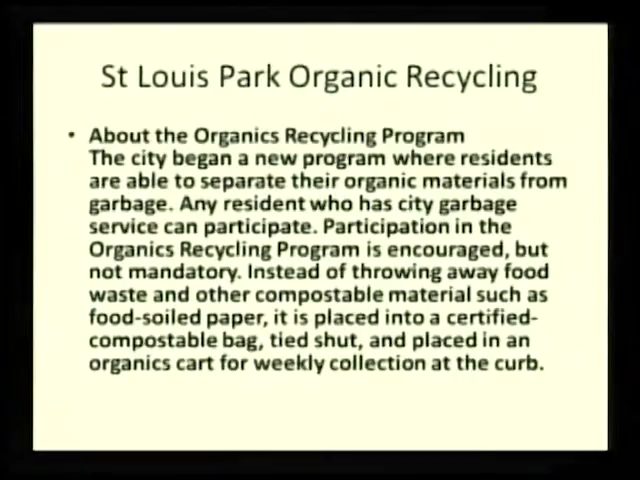 St Louis Park Organic Recycling
• About the Organics Recycling Program
The city began a new program where residents
are able to separate their organic materials from
garbage. Any resident who has city garbage
service can participate. Participation in the
Organics Recycling Program is encouraged, but
not mandatory. Instead of throwing away food
waste and other compostable material such as
food-soiled paper, it is placed into a certified-
compostable bag, tied shut, and placed in an
organics cart for weekly collection at the curb.